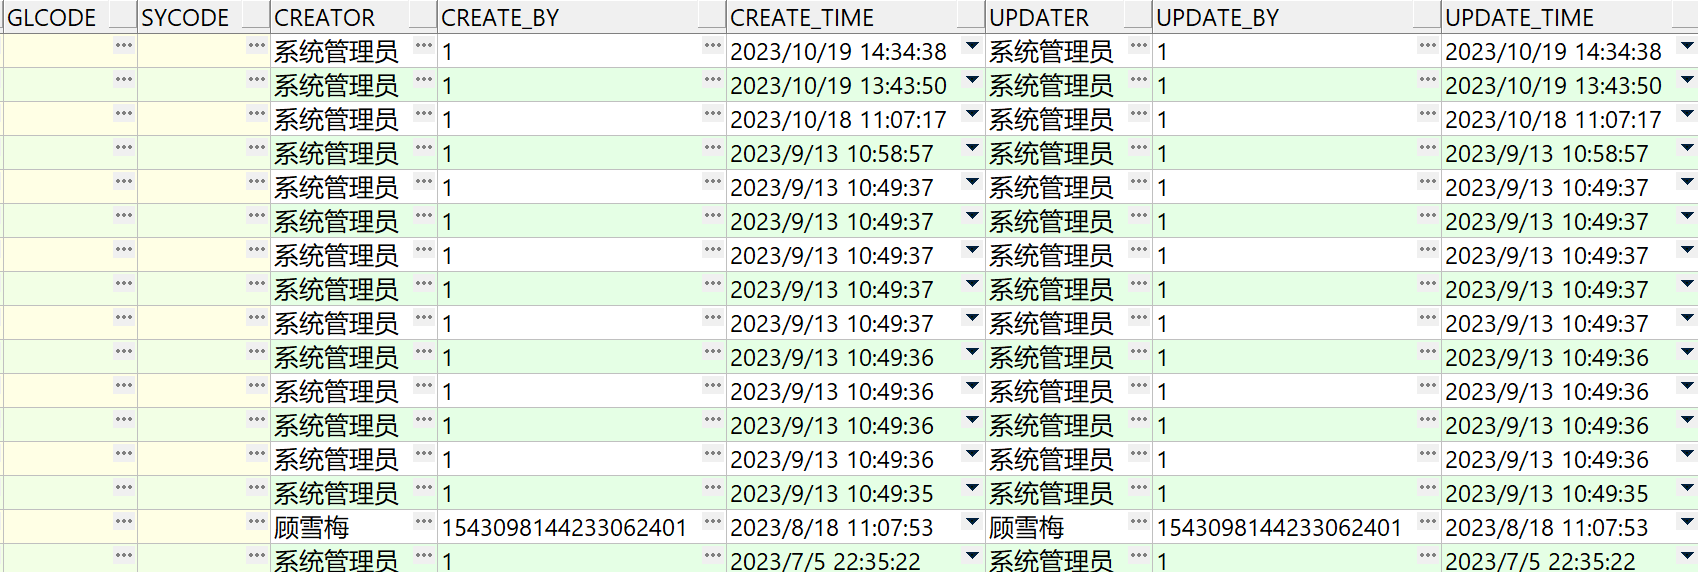 GLCODE SYCODE CREATOR CREATE_BY CREATE_TIME UPDATER UPDATE_BY UPDATE_TIME
系统管理员 1 2023/10/19 14:34:38 系统管理员 1 2023/10/19 14:34:38
系统管理员 1 2023/10/19 13:43:50 系统管理员 1 2023/10/19 13:43:50
系统管理员 1 2023/10/18 11:07:17 系统管理员 1 2023/10/18 11:07:17
系统管理员 1 2023/9/13 10:58:57 系统管理员 1 2023/9/13 10:58:57
系统管理员 1 2023/9/13 10:49:37 系统管理员 1 2023/9/13 10:49:37
系统管理员 1 2023/9/13 10:49:37 系统管理员 1 2023/9/13 10:49:37
系统管理员 1 2023/9/13 10:49:37 系统管理员 1 2023/9/13 10:49:37
系统管理员 1 2023/9/13 10:49:37 系统管理员 1 2023/9/13 10:49:37
系统管理员 1 2023/9/13 10:49:37 系统管理员 1 2023/9/13 10:49:37
系统管理员 1 2023/9/13 10:49:36 系统管理员 1 2023/9/13 10:49:36
系统管理员 1 2023/9/13 10:49:36 系统管理员 1 2023/9/13 10:49:36
系统管理员 1 2023/9/13 10:49:36 系统管理员 1 2023/9/13 10:49:36
系统管理员 1 2023/9/13 10:49:36 系统管理员 1 2023/9/13 10:49:36
系统管理员 1 2023/9/13 10:49:35 系统管理员 1 2023/9/13 10:49:35
顾雪梅 1543098144233062401 2023/8/18 11:07:53 顾雪梅 1543098144233062401 2023/8/18 11:07:53
系统管理员 1 2023/7/5 22:35:22 系统管理员 1 2023/7/5 22:35:22